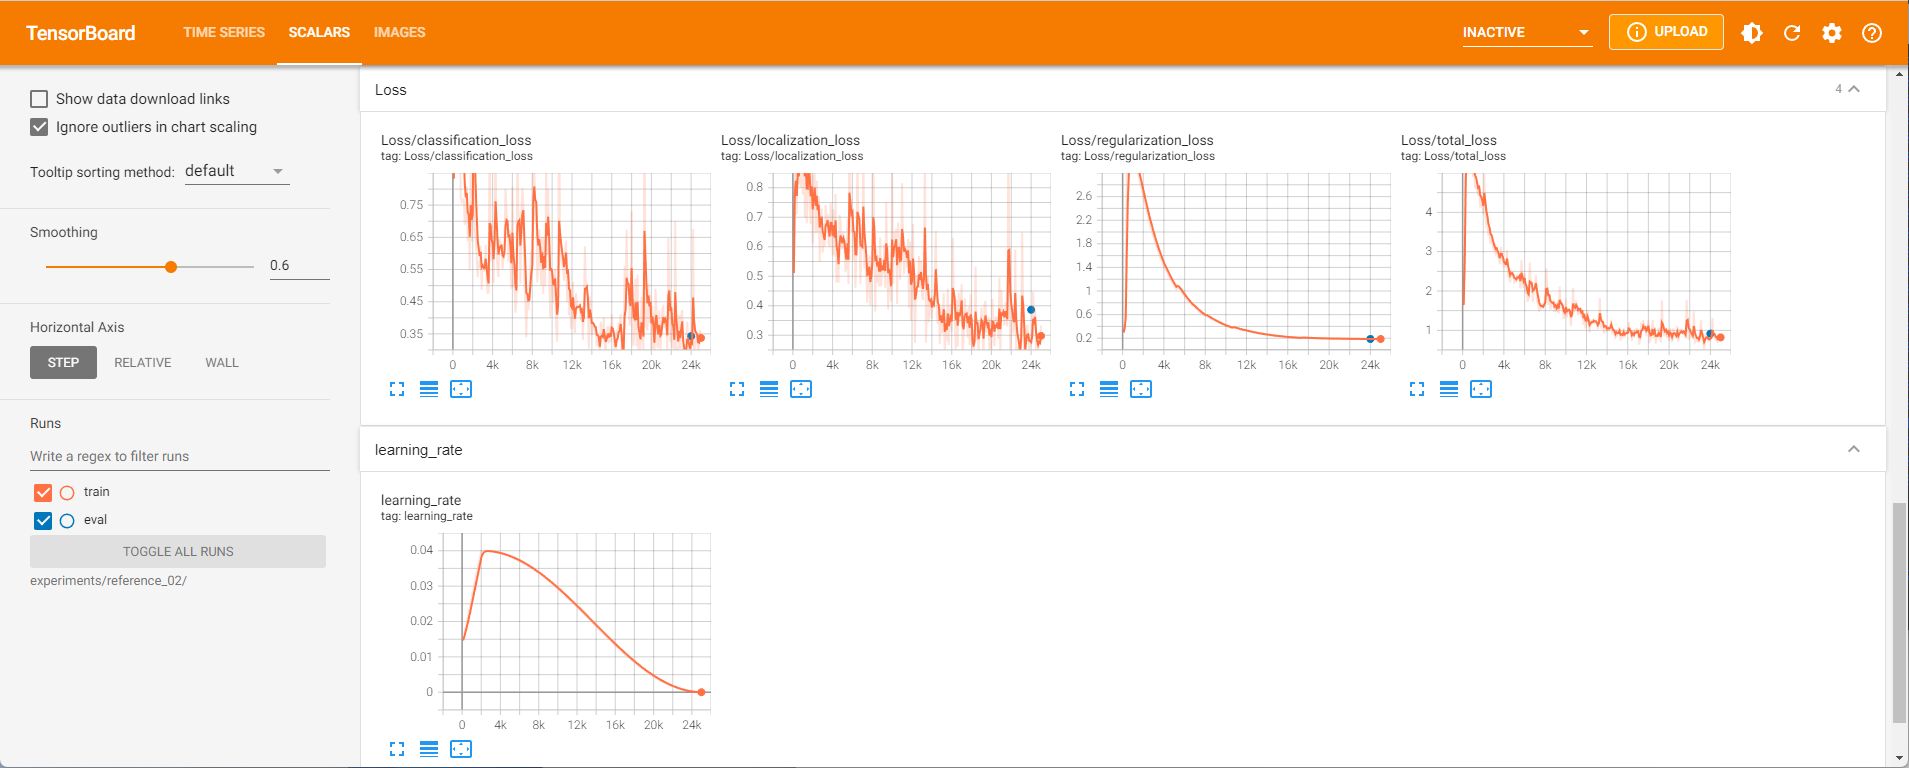 TensorBoard TIME SERIES SCALARS IMAGES INACTIVE UPLOAD
Show data download links
Ignore outliers in chart scaling
Tooltip sorting method: default
Smoothing
0.6
Horizontal Axis
STEP RELATIVE WALL
Runs
Write a regex to filter runs
train
eval
TOGGLE ALL RUNS
experiments/reference_02/
Loss 4
Loss/classification_loss
tag: Loss/classification_loss
0.75
0.65
0.55
0.45
0.35
0 4k 8k 12k 16k 20k 24k
Loss/localization_loss
tag: Loss/localization_loss
0.8
0.7
0.6
0.5
0.4
0.3
0 4k 8k 12k 16k 20k 24k
Loss/regularization_loss
tag: Loss/regularization_loss
2.6
2.2
1.8
1.4
1
0.6
0.2
0 4k 8k 12k 16k 20k 24k
Loss/total_loss
tag: Loss/total_loss
4
3
2
1
0 4k 8k 12k 16k 20k 24k
learning_rate
learning_rate
tag: learning_rate
0.04
0.03
0.02
0.01
0
0 4k 8k 12k 16k 20k 24k